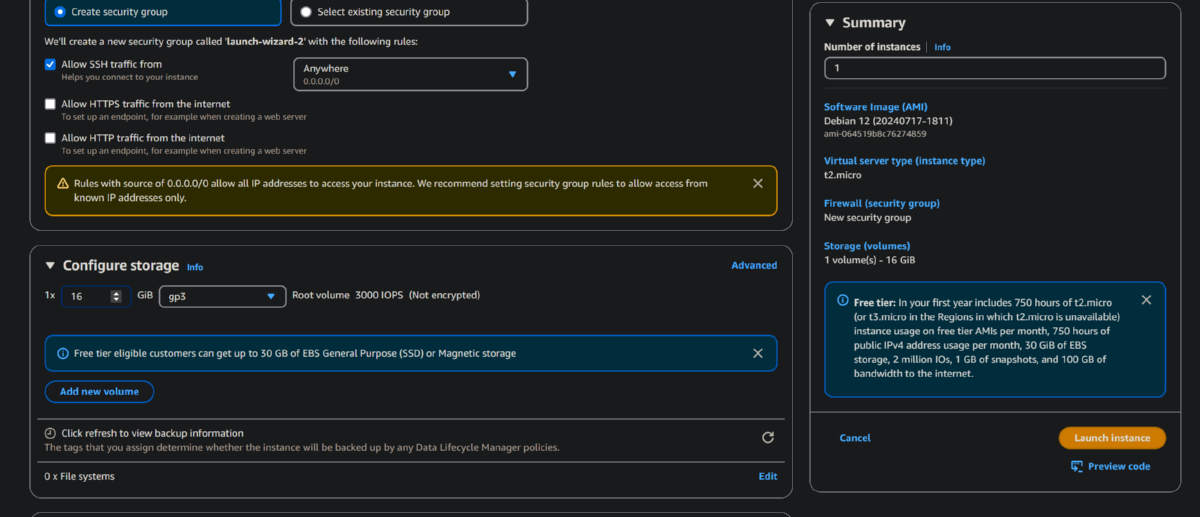 Create security group
Select existing security group
We'll create a new security group called 'launch-wizard-2' with the following rules:
Allow SSH traffic from
Helps you connect to your instance
Anywhere
0.0.0.0/0
Allow HTTPS traffic from the internet
To set up an endpoint, for example when creating a web server
Allow HTTP traffic from the internet
To set up an endpoint, for example when creating a web server
Rules with source of 0.0.0.0/0 allow all IP addresses to access your instance. We recommend setting security group rules to allow access from
known IP addresses only.
Configure storage Info
Advanced
1x 16 GiB gp3 Root volume 3000 IOPS (Not encrypted)
Free tier eligible customers can get up to 30 GB of EBS General Purpose (SSD) or Magnetic storage
Add new volume
Click refresh to view backup information
The tags that you assign determine whether the instance will be backed up by any Data Lifecycle Manager policies.
0 x File systems
Edit
Summary
Number of instances | Info
1
Software Image (AMI)
Debian 12 (20240717-1811)
ami-064519b8c76274859
Virtual server type (instance type)
t2.micro
Firewall (security group)
New security group
Storage (volumes)
1 volume(s) - 16 GiB
Free tier: In your first year includes 750 hours of t2.micro
(or t3.micro in the Regions in which t2.micro is unavailable)
instance usage on free tier AMIs per month, 750 hours of
public IPv4 address usage per month, 30 GiB of EBS
storage, 2 million IOs, 1 GB of snapshots, and 100 GB of
bandwidth to the internet.
Cancel
Launch instance
Preview code